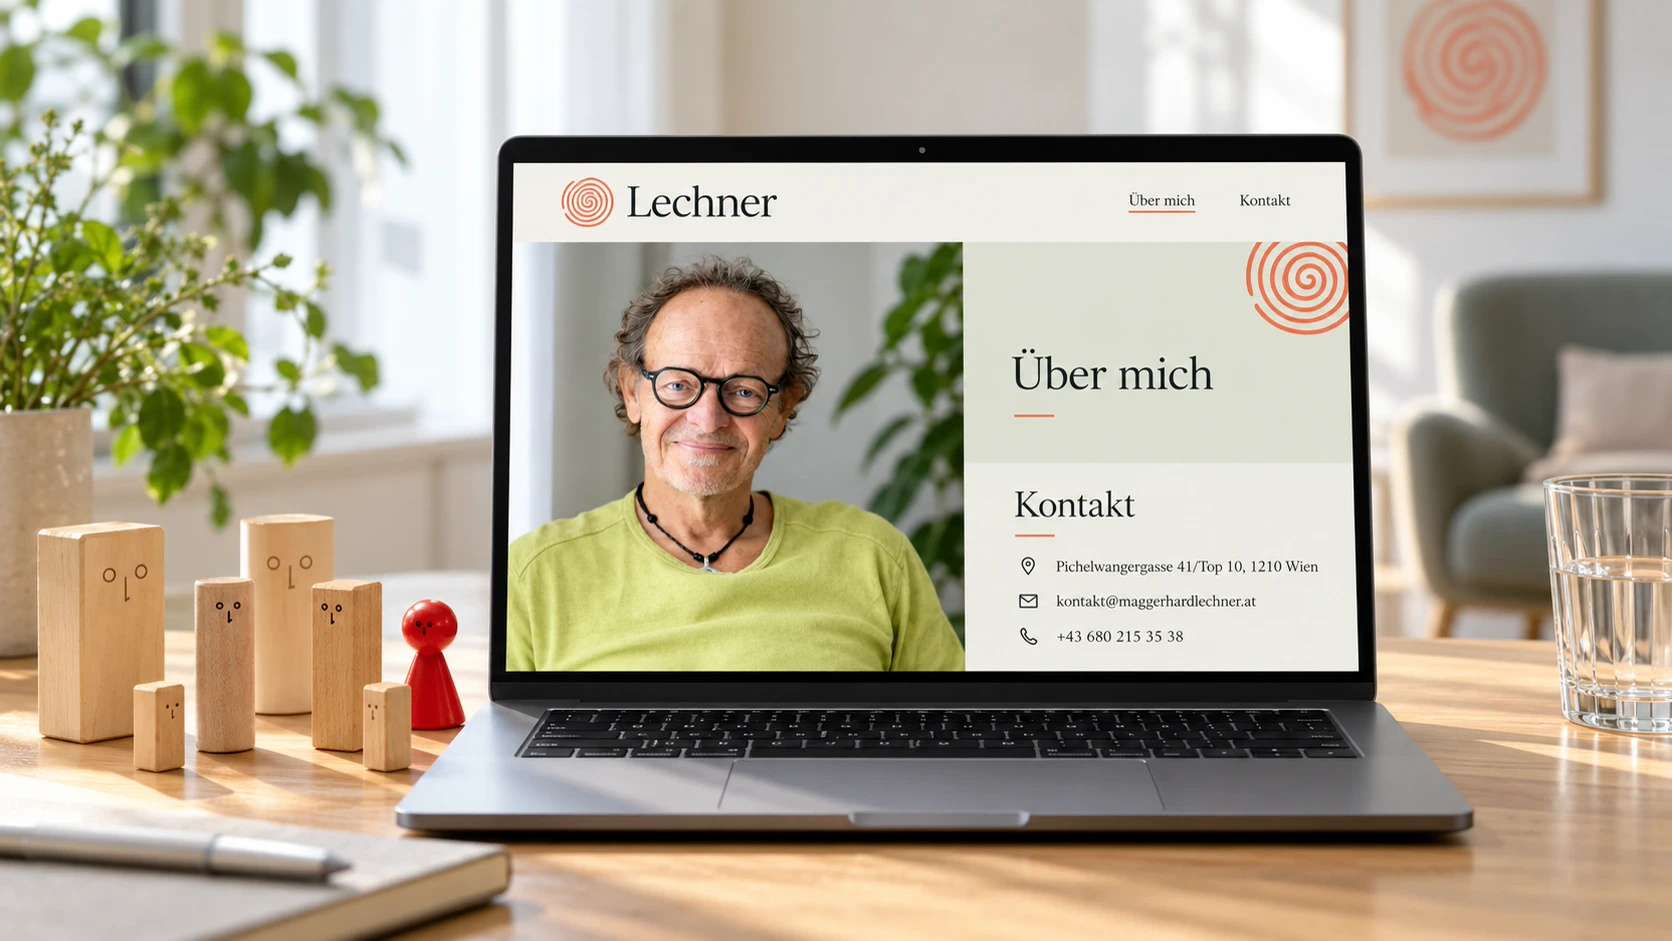 Lechner
Über mich
Kontakt
Über mich
Kontakt
Pichelwangergasse 41/Top 10, 1210 Wien
kontakt@maggerhardlechner.at
+43 680 215 35 38